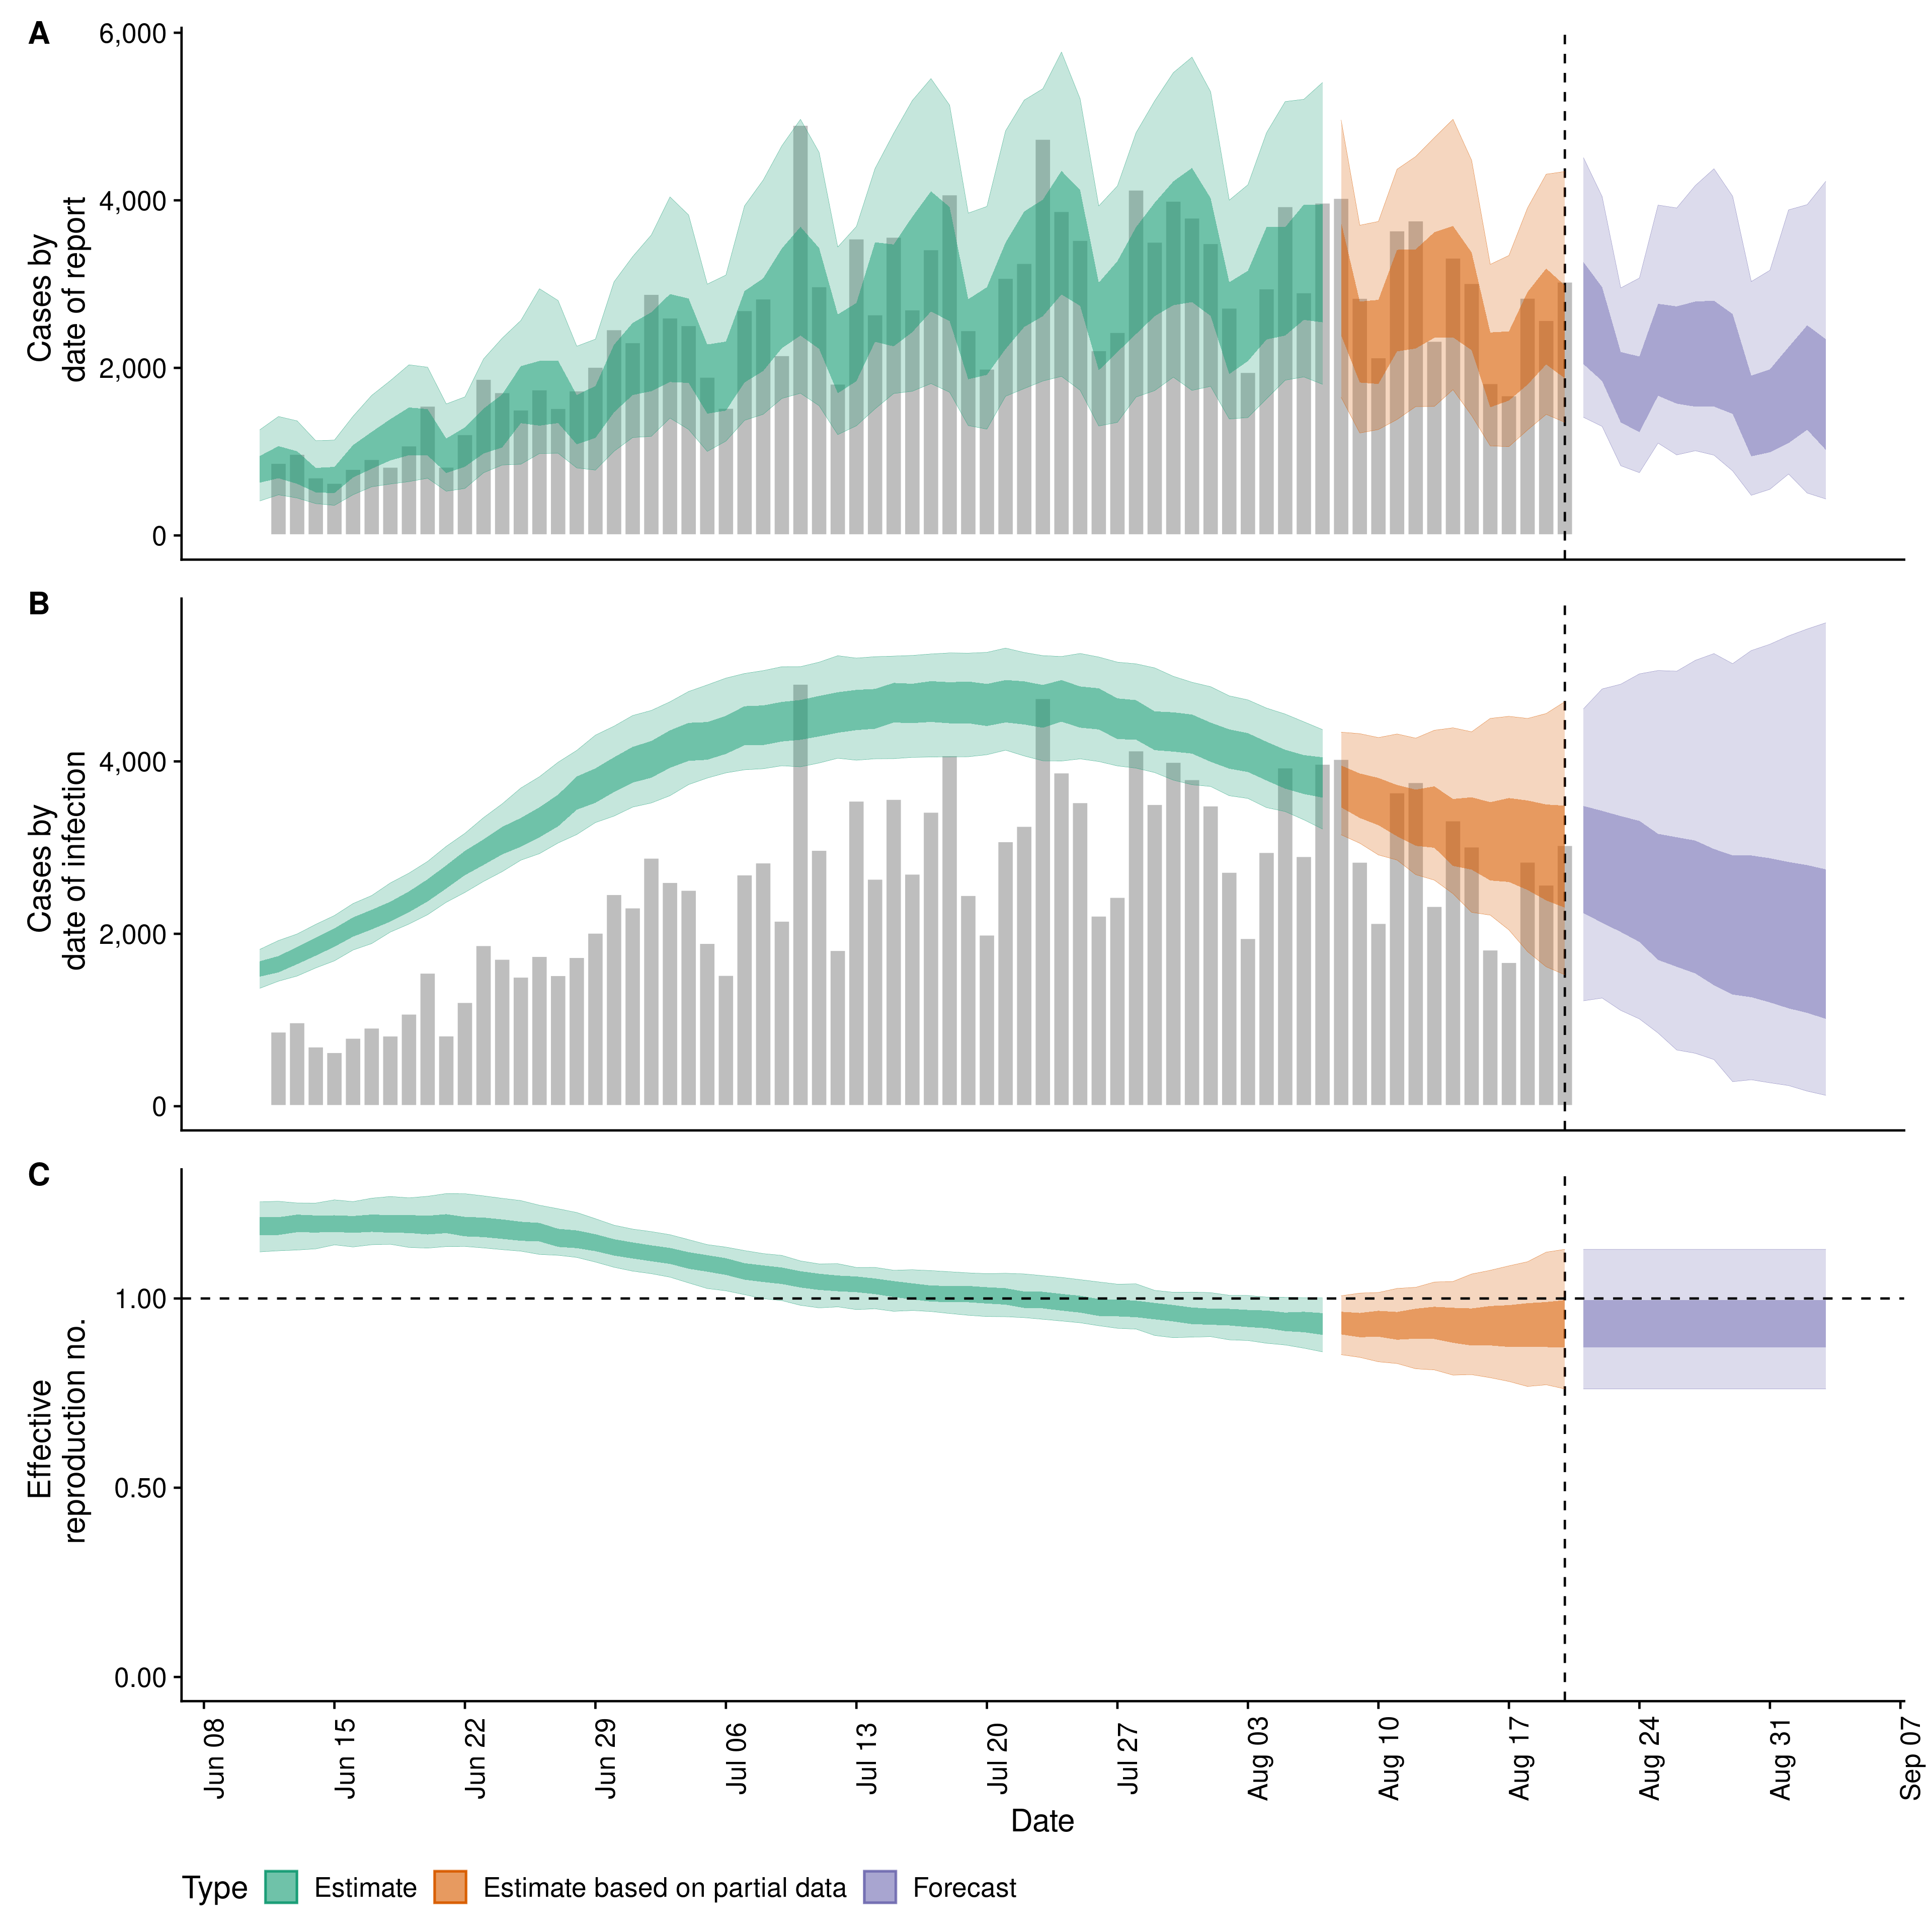 A
6,000
4,000
2,000
0
Cases by
date of report
B
4,000
2,000
0
Cases by
date of infection
C
1.00
0.50
0.00
Effective
reproduction no.
Jun 08
Jun 15
Jun 22
Jun 29
Jul 06
Jul 13
Jul 20
Jul 27
Aug 03
Aug 10
Aug 17
Aug 24
Aug 31
Sep 07
Date
Type Estimate Estimate based on partial data Forecast